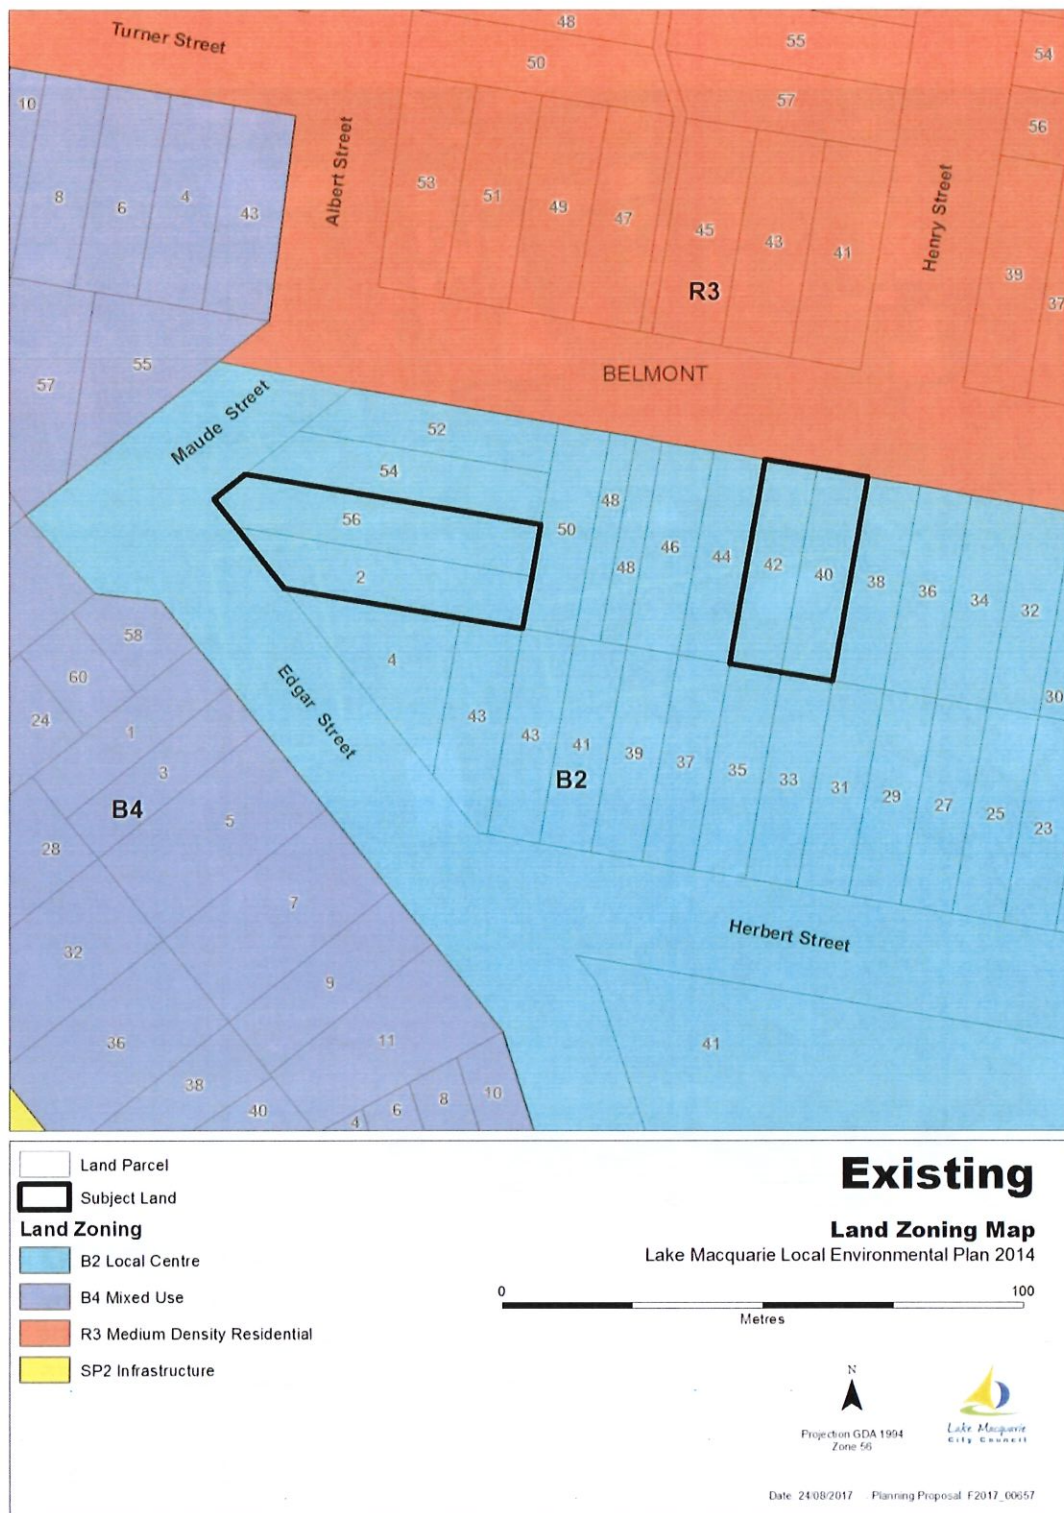 Turner Street
48
50
55
57
54
56
10
8
6
4
43
Albert Street
53
51
49
47
45
43
41
Henry Street
39
37
R3
57
55
BELMONT
Maude Street
52
54
56
2
50
48
48
46
44
42
40
38
36
34
32
30
58
60
24
1
3
B4
5
28
7
32
9
36
11
38
40
4
6
8
10
Edgar Street
4
43
43
41
39
37
35
33
31
29
27
25
23
B2
Herbert Street
41
Land Parcel
Subject Land
Land Zoning
B2 Local Centre
B4 Mixed Use
R3 Medium Density Residential
SP2 Infrastructure
Existing
Land Zoning Map
Lake Macquarie Local Environmental Plan 2014
0 100
Metres
N
Projection GDA 1994
Zone 56
Lake Macquarie
City Council
Date 24/08/2017 Planning Proposal F2017_00657